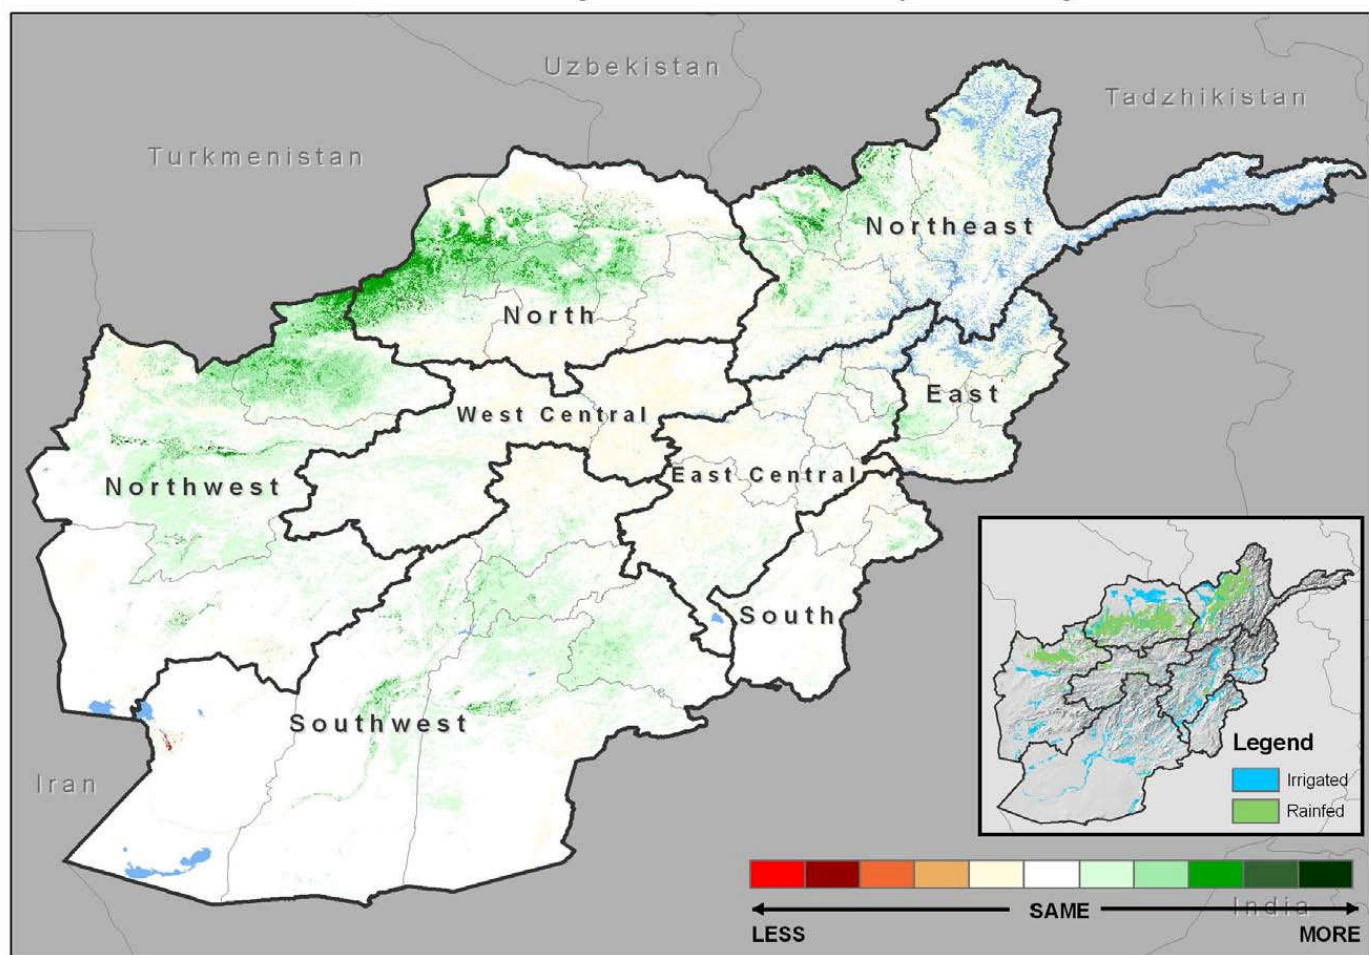 Uzbekistan
Tadzhikistan
Turkmenistan
Northeast
North
East
West Central
East Central
Northwest
South
Southwest
Iran
Legend
Irrigated
Rainfed
SAME
India
LESS
MORE